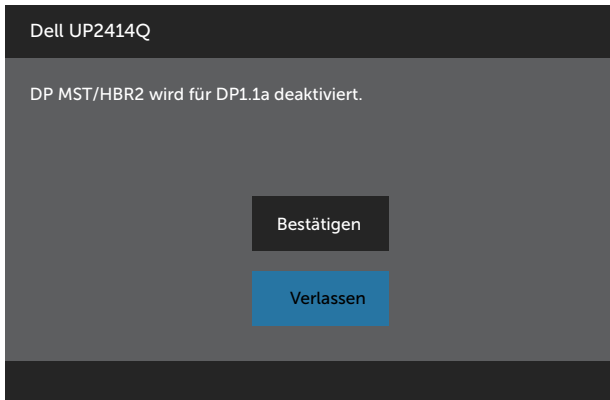 Dell UP2414Q
DP MST/HBR2 wird für DP1.1a deaktiviert.
Bestätigen
Verlassen